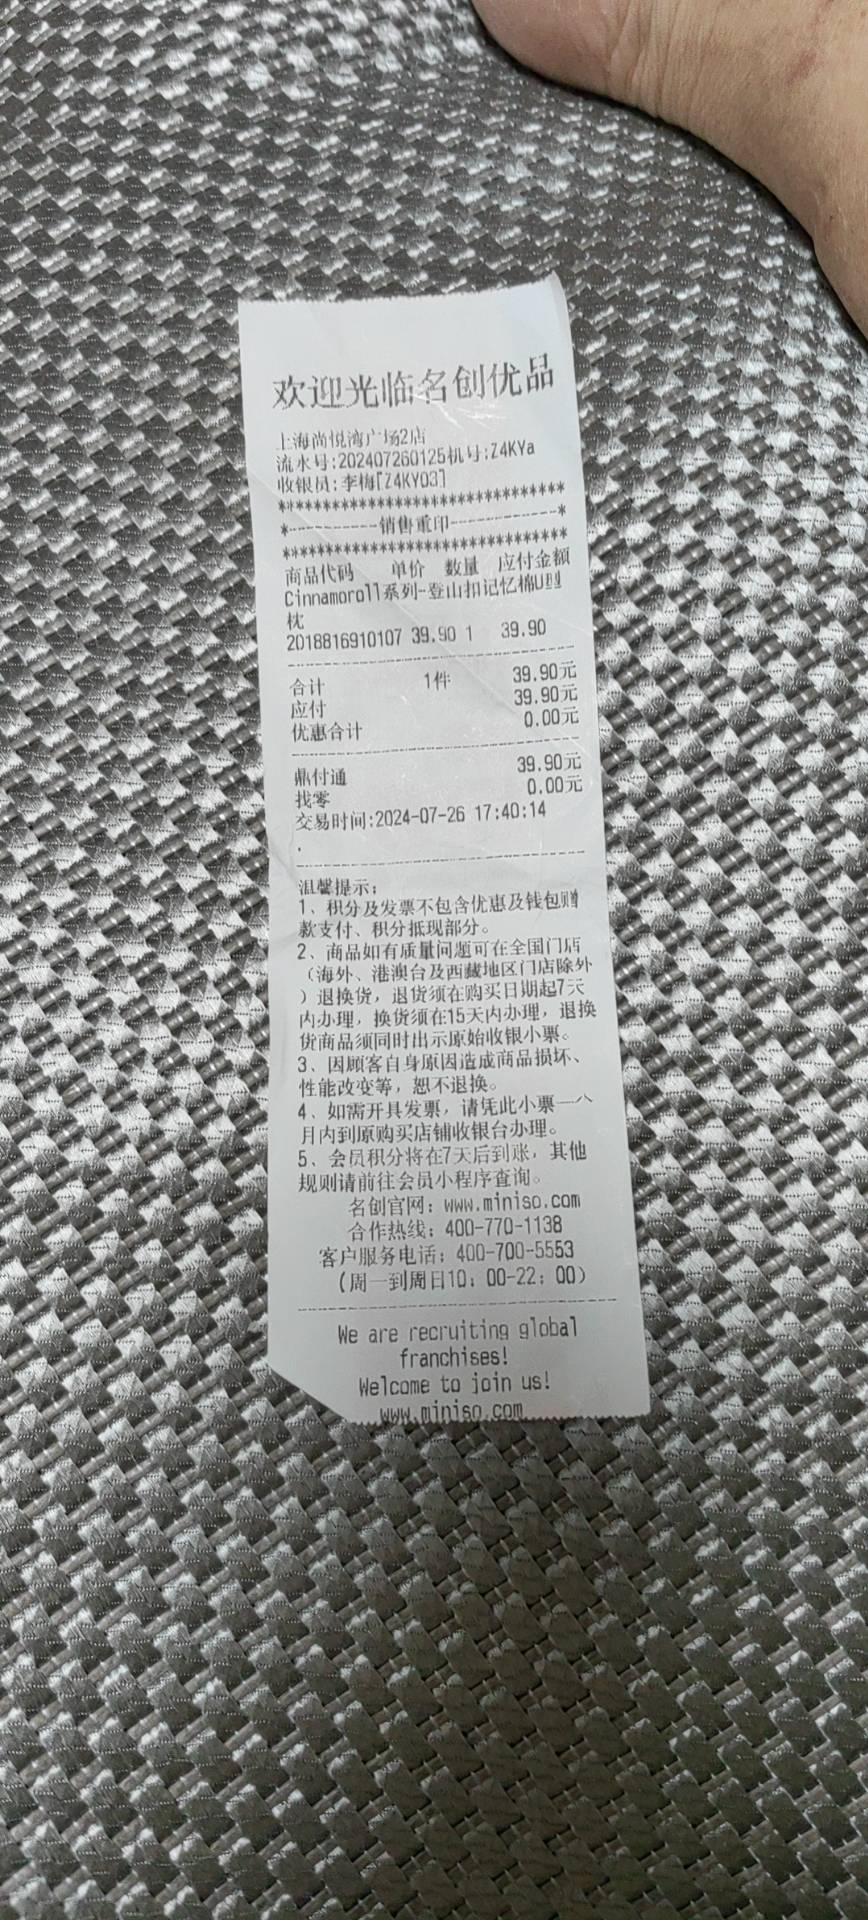 欢迎光临名创优品
上海尚悦湾广场2店
流水号:202407260125机号:Z4KYa
收银员:李梅[Z4KY03]
**********************************
*-----------销售重印-------------*
**********************************
商品代码 单价 数量 应付金额
Cinnamoroll系列-登山扣记忆棉U型
枕
2018816910107 39.90 1 39.90
合计 1件 39.90元
应付 39.90元
优惠合计 0.00元
鼎付通 39.90元
找零 0.00元
交易时间:2024-07-26 17:40:14
.
温馨提示:
1、积分及发票不包含优惠及钱包赠
款支付、积分抵现部分。
2、商品如有质量问题可在全国门店
(海外、港澳台及西藏地区门店除外
)退换货,退货须在购买日期起7天
内办理,换货须在15天内办理,退换
货商品须同时出示原始收银小票。
3、因顾客自身原因造成商品损坏、
性能改变等,恕不退换。
4、如需开具发票,请凭此小票一个
月内到原购买店铺收银台办理。
5、会员积分将在7天后到账,其他
规则请前往会员小程序查询。
名创官网:www.miniso.com
合作热线:400-770-1138
客户服务电话:400-700-5553
(周一到周日10:00-22:00)
We are recruiting global
franchises!
Welcome to join us!
www.miniso.com